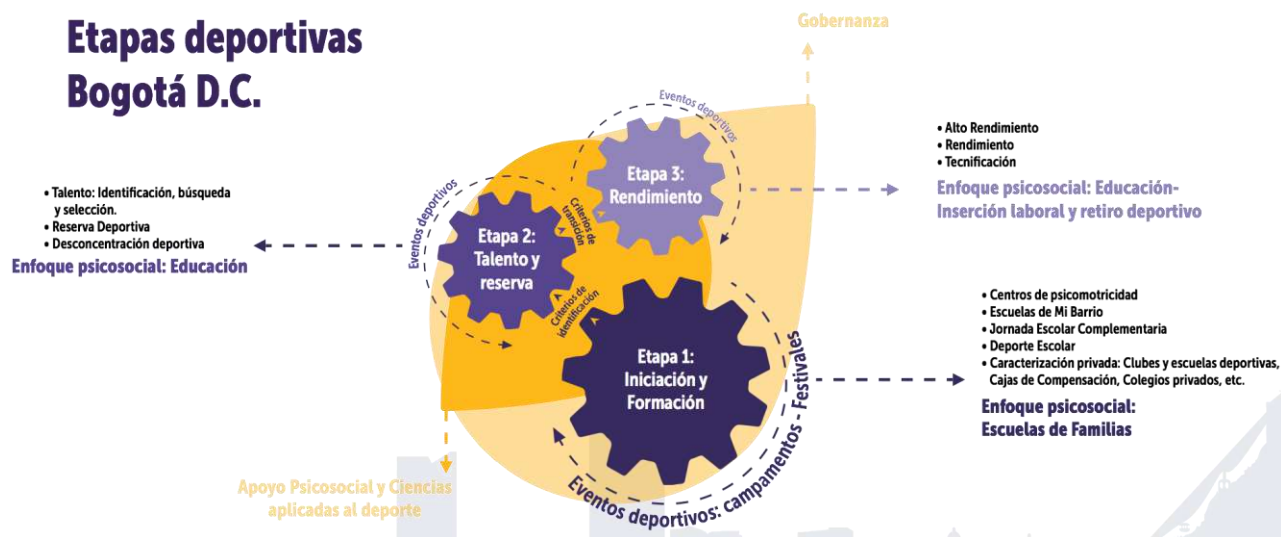 Etapas deportivas
Bogotá D.C.
Gobernanza
Eventos deportivos
Etapa 3:
Rendimiento
• Alto Rendimiento
• Rendimiento
• Tecnificación
Enfoque psicosocial: Educación-
Inserción laboral y retiro deportivo
• Talento: Identificación, búsqueda
y selección.
• Reserva Deportiva
• Desconcentración deportiva
Enfoque psicosocial: Educación
Eventos deportivos
Etapa 2:
Talento y
reserva
Criterios de
transición
Criterios de
identificación
Etapa 1:
Iniciación y
Formación
Eventos deportivos: campamentos - Festivales
• Centros de psicomotricidad
• Escuelas de Mi Barrio
• Jornada Escolar Complementaria
• Deporte Escolar
• Caracterización privada: Clubes y escuelas deportivas,
Cajas de Compensación, Colegios privados, etc.
Enfoque psicosocial:
Escuelas de Familias
Apoyo Psicosocial y Ciencias
aplicadas al deporte